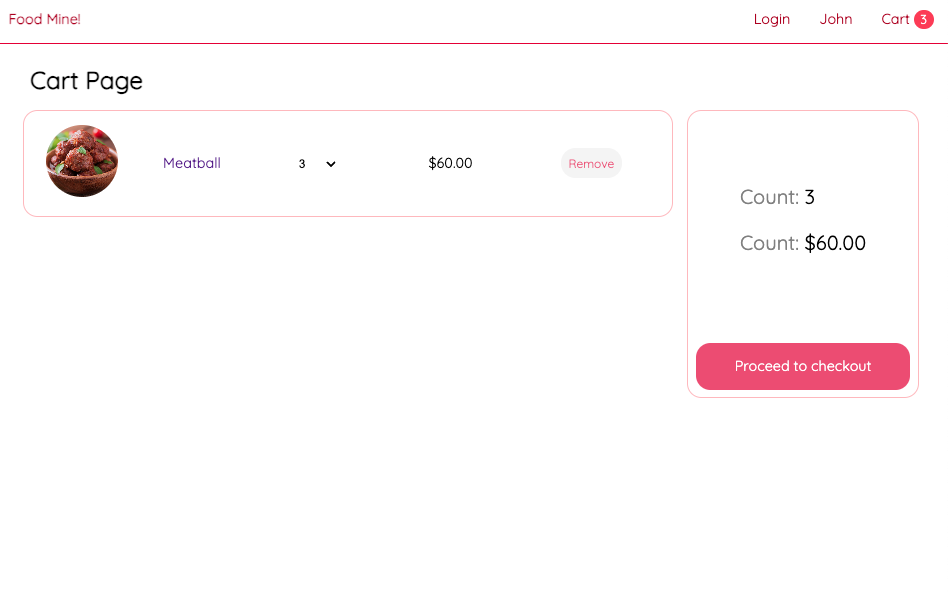 Food Mine!
Login John Cart 3
Cart Page
Meatball 3 $60.00 Remove
Count: 3
Count: $60.00
Proceed to checkout